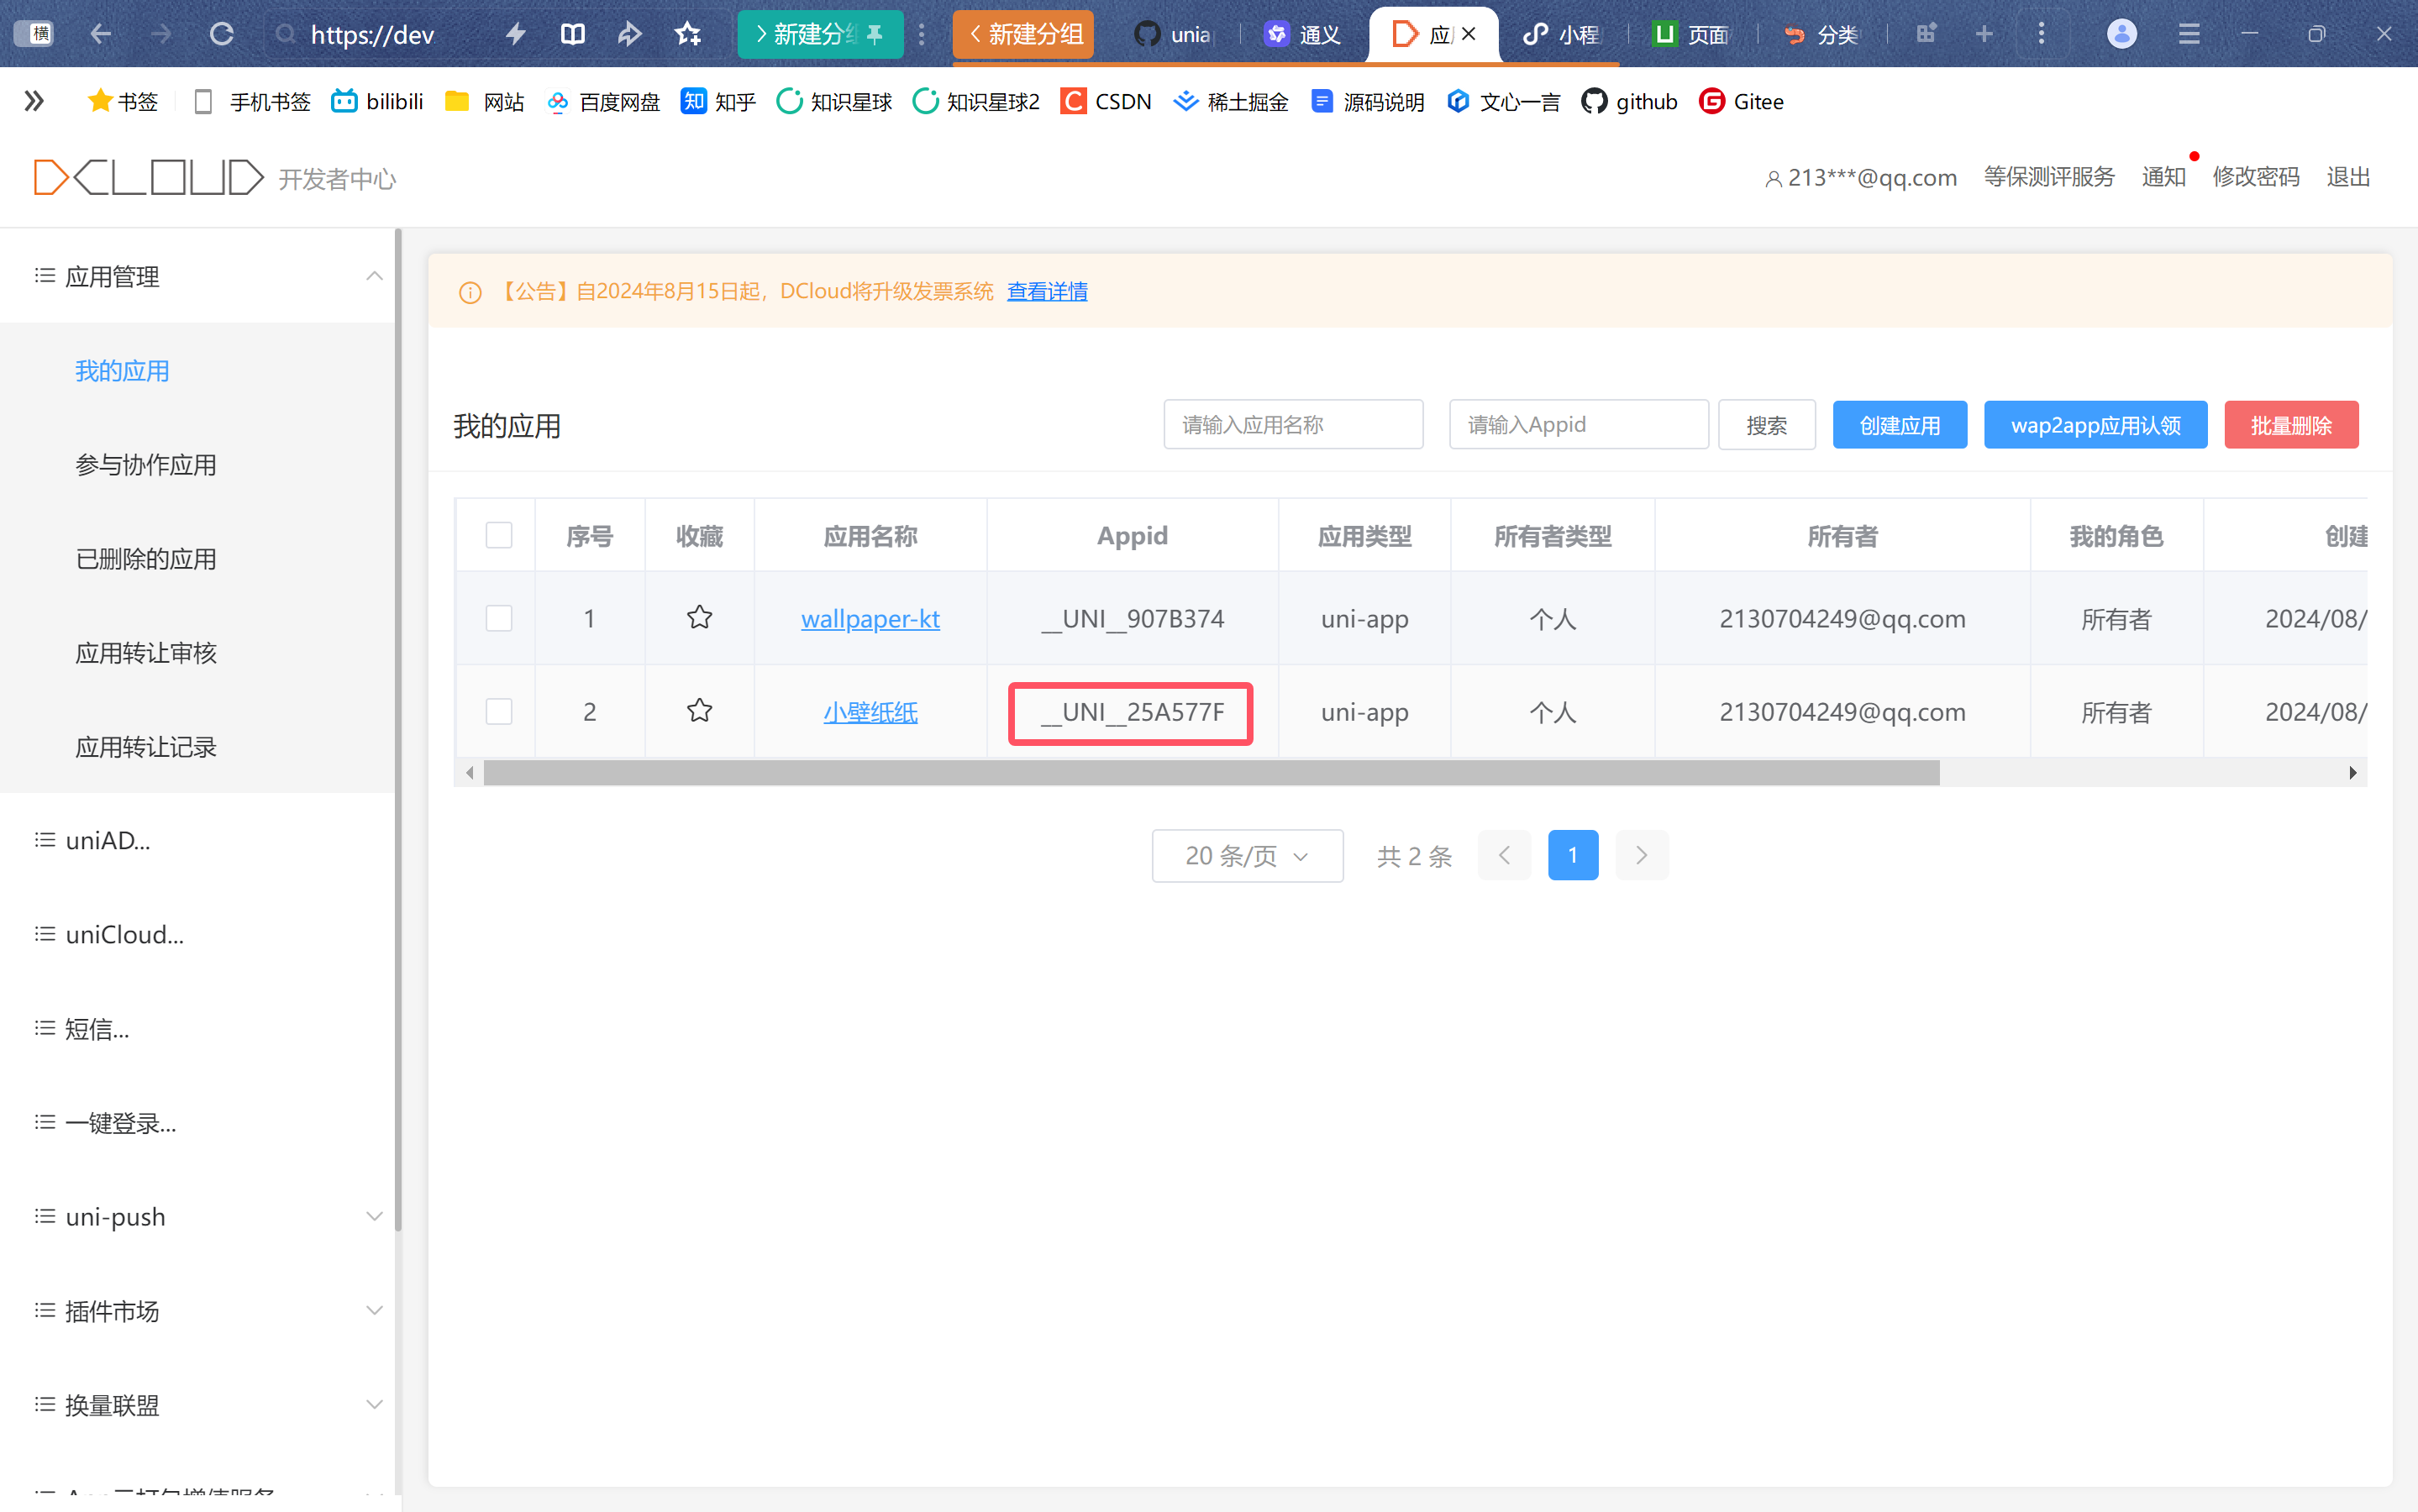 横
https://dev
新建分组
新建分组
unia
通义
应
小程
页面
分类
书签
手机书签
bilibili
网站
百度网盘
知
知乎
知识星球
知识星球2
CSDN
稀土掘金
源码说明
文心一言
github
Gitee
DCLOUD 开发者中心
213***@qq.com
等保测评服务
通知
修改密码
退出
应用管理
我的应用
参与协作应用
已删除的应用
应用转让审核
应用转让记录
uniAD...
uniCloud...
短信...
一键登录...
uni-push
插件市场
换量联盟
【公告】自2024年8月15日起，DCloud将升级发票系统 查看详情
我的应用
请输入应用名称
请输入Appid
搜索
创建应用
wap2app应用认领
批量删除
序号 收藏 应用名称 Appid 应用类型 所有者类型 所有者 我的角色 创建
1 wallpaper-kt __UNI__907B374 uni-app 个人 2130704249@qq.com 所有者 2024/08/
2 小壁纸纸 __UNI__25A577F uni-app 个人 2130704249@qq.com 所有者 2024/08/
20 条/页
共 2 条
1